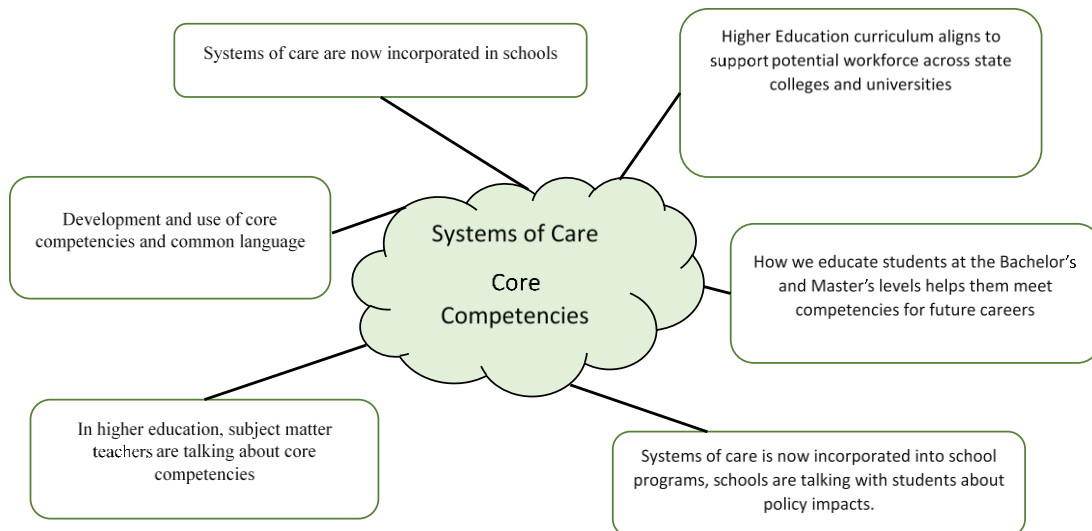 Systems of care are now incorporated in schools
Higher Education curriculum aligns to
support potential workforce across state
colleges and universities
Development and use of core
competencies and common language
Systems of Care
Core
Competencies
How we educate students at the Bachelor's
and Master's levels helps them meet
competencies for future careers
In higher education, subject matter
teachers are talking about core
competencies
Systems of care is now incorporated into school
programs, schools are talking with students about
policy impacts.